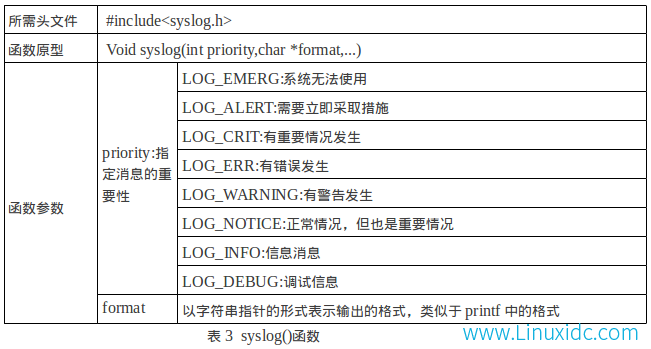 所需头文件 #include<syslog.h>
函数原型 Void syslog(int priority,char *format,...)
函数参数
priority:指
定消息的重
要性
LOG_EMERG:系统无法使用
LOG_ALERT:需要立即采取措施
LOG_CRIT:有重要情况发生
LOG_ERR:有错误发生
LOG_WARNING:有警告发生
LOG_NOTICE:正常情况，但也是重要情况
LOG_INFO:信息消息
LOG_DEBUG:调试信息
format 以字符串指针的形式表示输出的格式，类似于 printf 中的格式
表 3 syslog()函数
www.Linuxidc.com